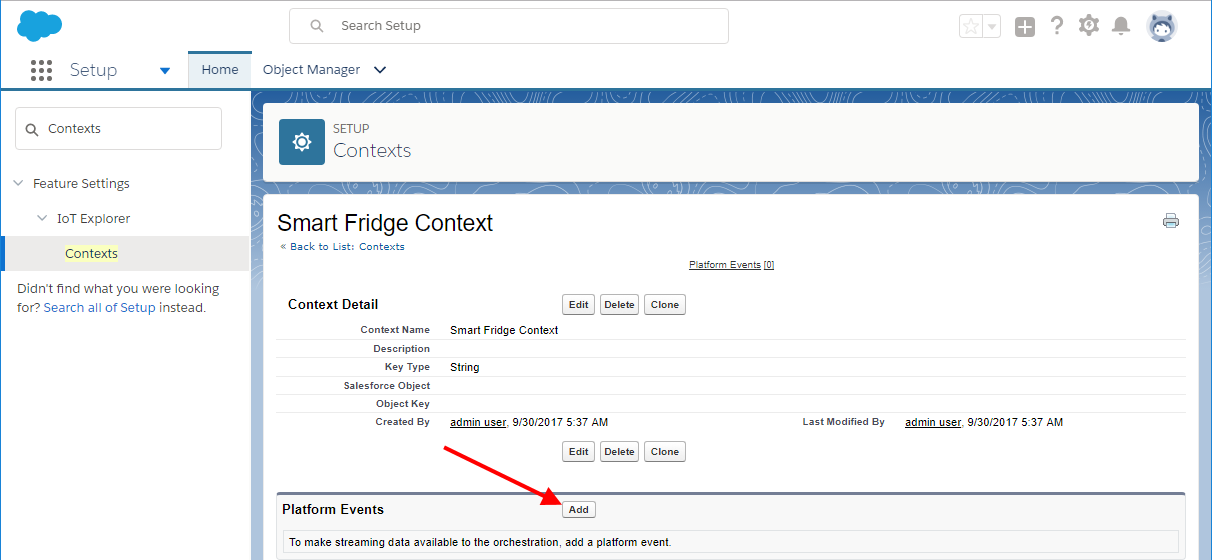 Search Setup
Setup
Home
Object Manager
Contexts
Feature Settings
IoT Explorer
Contexts
Didn't find what you were looking
for? Search all of Setup instead.
SETUP
Contexts
Smart Fridge Context
« Back to List: Contexts
Platform Events [0]
Context Detail Edit Delete Clone
Context Name Smart Fridge Context
Description
Key Type String
Salesforce Object
Object Key
Created By admin user, 9/30/2017 5:37 AM Last Modified By admin user, 9/30/2017 5:37 AM
Edit Delete Clone
Platform Events Add
To make streaming data available to the orchestration, add a platform event.